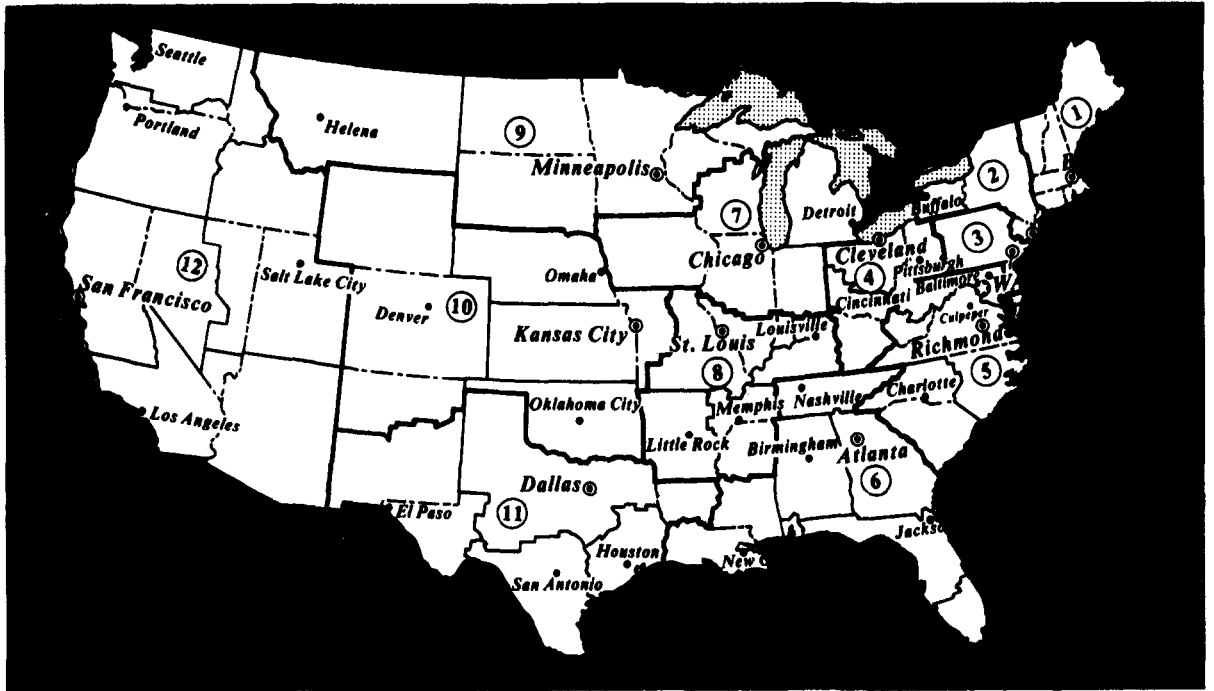 Seattle
Portland
Helena
9
Minneapolis
1
2
Buffalo
7
Detroit
3
Chicago
Cleveland
4
Pittsburgh
Cincinnati
Baltimore
W
12
San Francisco
Salt Lake City
Omaha
Denver
10
Kansas City
St. Louis
8
Louisville
Culpeper
Richmond
5
Charlotte
Los Angeles
Oklahoma City
Memphis
Nashville
Little Rock
Birmingham
Atlanta
6
Dallas
11
El Paso
Houston
San Antonio
New
Jackso